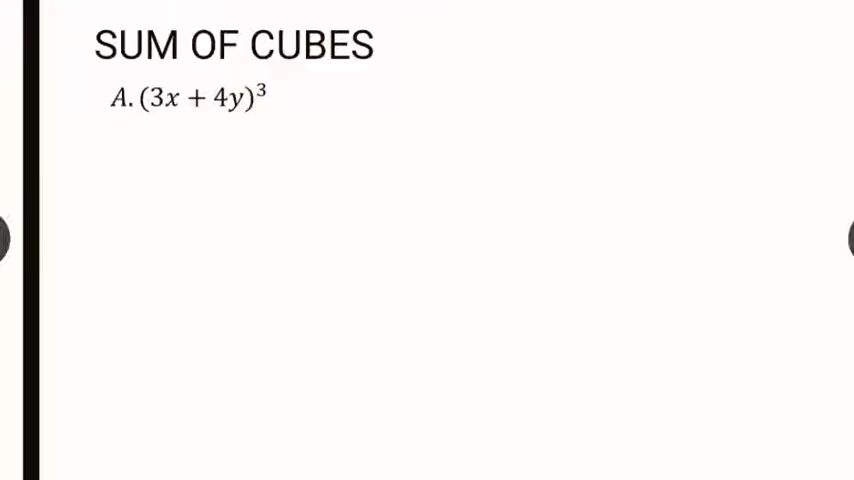 SUM OF CUBES
A. (3x + 4y)³